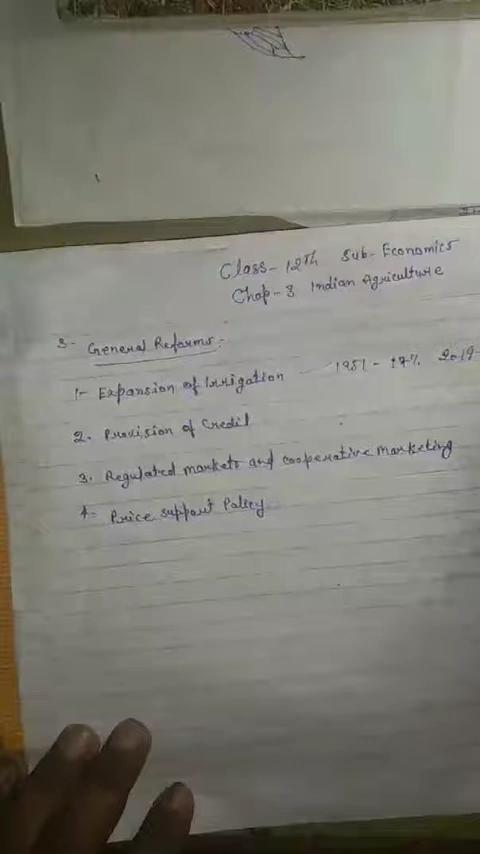 Class- 12th Sub- Economics
Chap- 3 Indian Agriculture
3- General Reforms:-
1- Expansion of Irrigation - 1951 - 17% 2019-
2. Provision of Credit
3. Regulated markets and cooperative marketing
4- Price support Policy